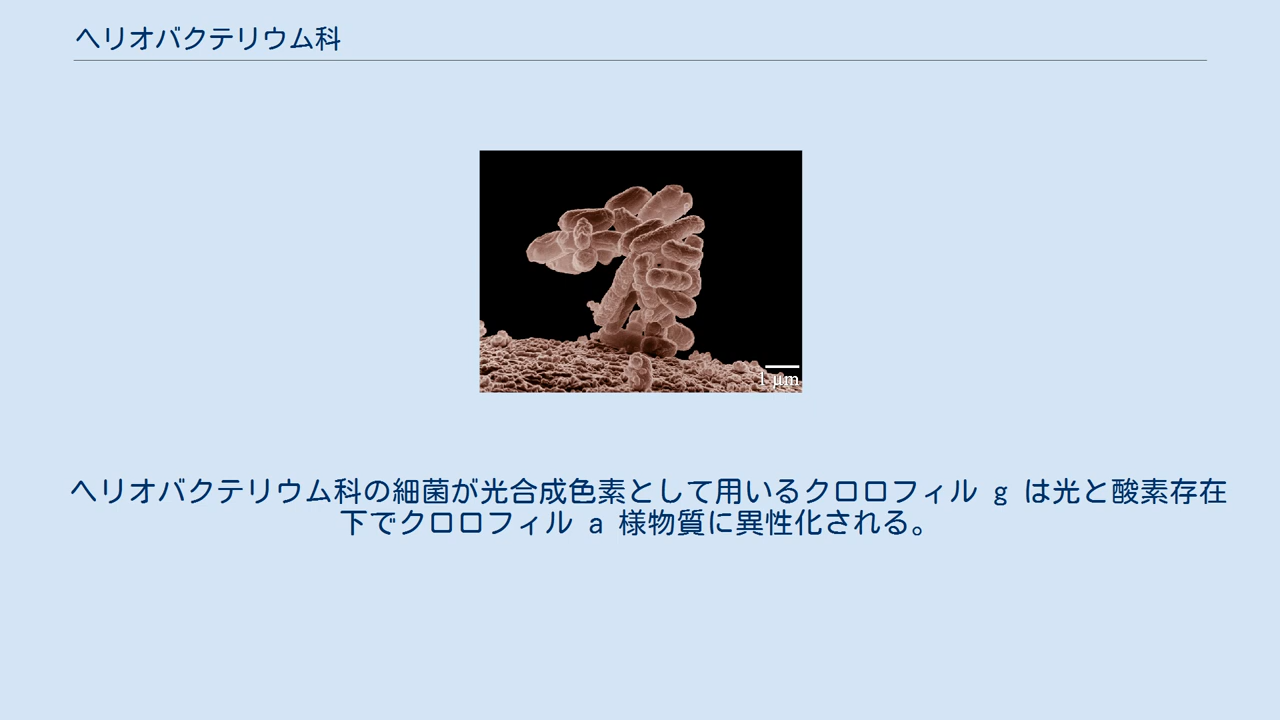 ヘリオバクテリウム科
1 µm
ヘリオバクテリウム科の細菌が光合成色素として用いるクロロフィル g は光と酸素存在
下でクロロフィル a 様物質に異性化される。